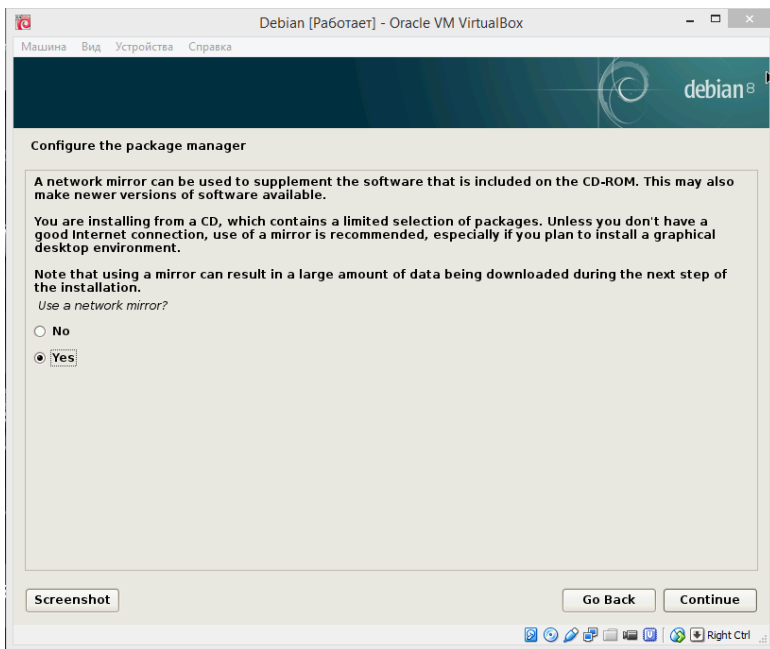 Debian [Работает] - Oracle VM VirtualBox
Машина Вид Устройства Справка
debian 8
Configure the package manager
A network mirror can be used to supplement the software that is included on the CD-ROM. This may also
make newer versions of software available.
You are installing from a CD, which contains a limited selection of packages. Unless you don't have a
good Internet connection, use of a mirror is recommended, especially if you plan to install a graphical
desktop environment.
Note that using a mirror can result in a large amount of data being downloaded during the next step of
the installation.
Use a network mirror?
No
Yes
Screenshot Go Back Continue
Right Ctrl